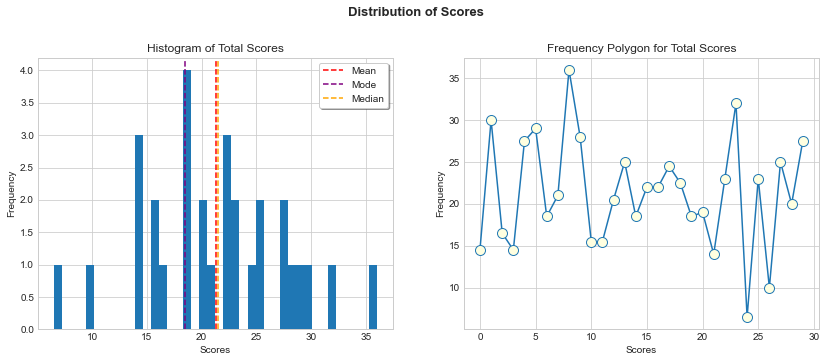 Distribution of Scores
Histogram of Total Scores
Mean
Mode
Median
4.0
3.5
3.0
2.5
2.0
1.5
1.0
0.5
0.0
Frequency
10 15 20 25 30 35
Scores
Frequency Polygon for Total Scores
35
30
25
20
15
10
Frequency
0 5 10 15 20 25 30
Scores